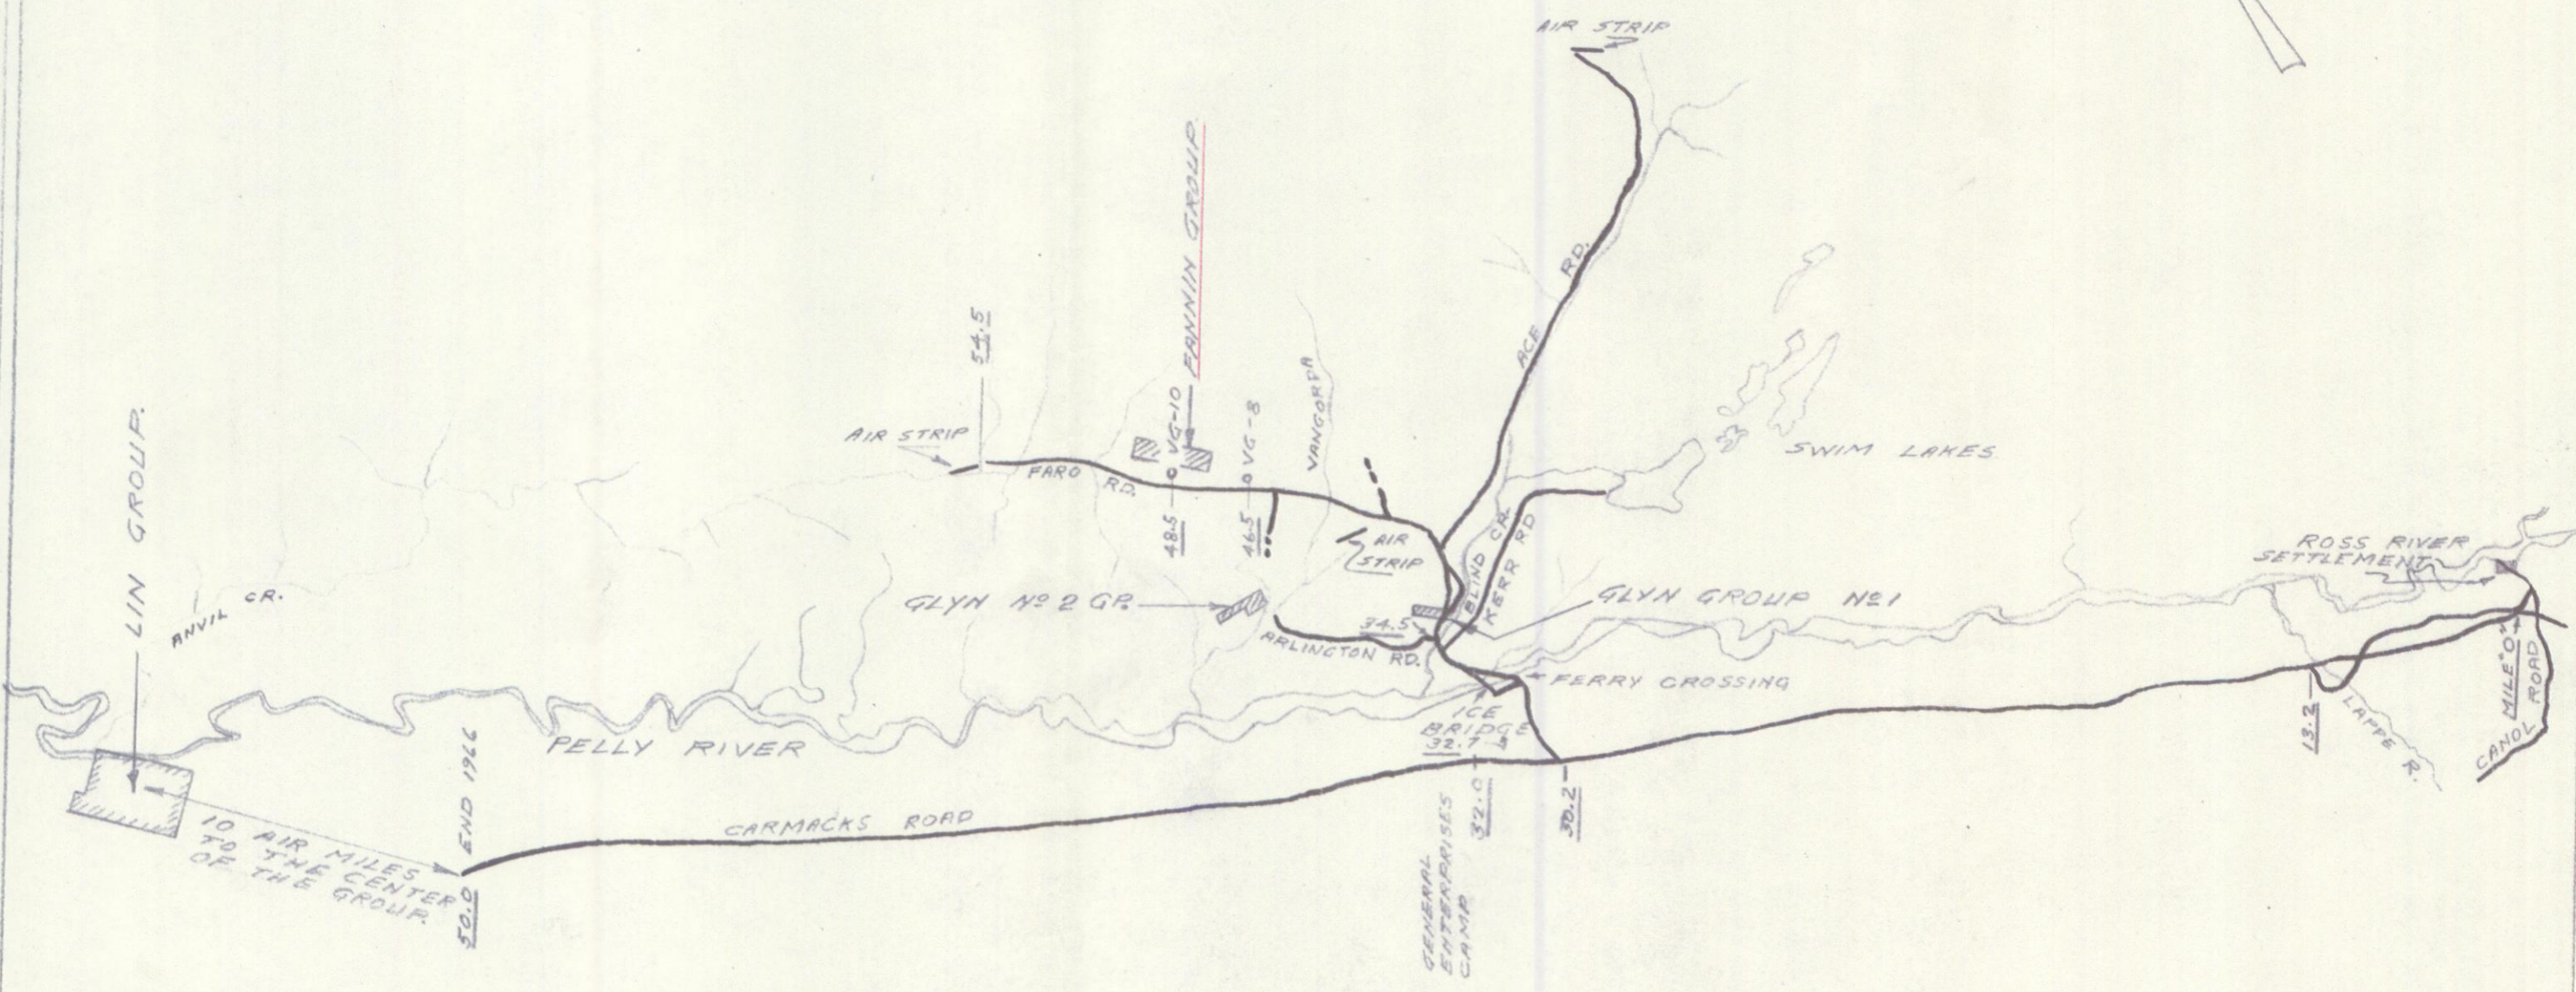 AIR STRIP
ACE RD.
FANNIN GROUP.
54.5
VG-10
VG-8
VANGORDA
AIR STRIP
FARO RD.
48.5
46.5
SWIM LAKES
LIN GROUP.
ANVIL CR.
AIR
STRIP
BLIND CR.
KERR RD
GLYN Nº 2 GP.
GLYN GROUP Nº 1
34.5
ARLINGTON RD.
ROSS RIVER
SETTLEMENT
FERRY CROSSING
ICE
BRIDGE
32.7
PELLY RIVER
END 1966
50.0
10 AIR MILES
TO THE CENTER
OF THE GROUP.
CARMACKS ROAD
GENERAL
ENTERPRISES
CAMP
32.0
30.2
13.2
LAPPE R.
MILE "0"
CANOL ROAD